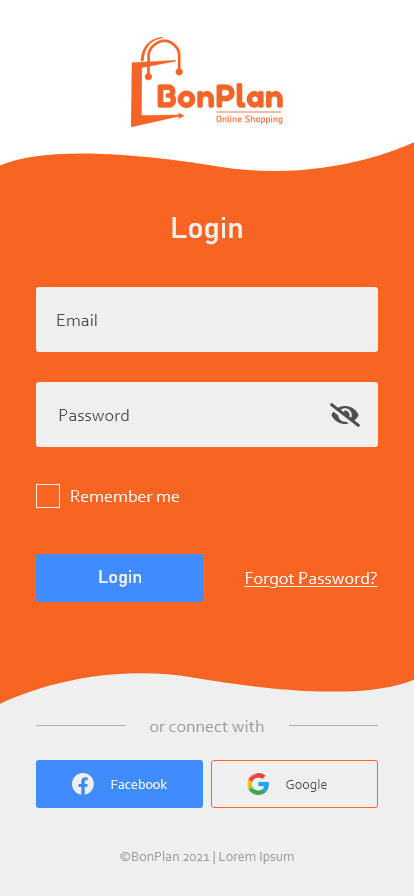 BonPlan
Online Shopping
Login
Email
Password
Remember me
Login
Forgot Password?
or connect with
Facebook
Google
©BonPlan 2021 | Lorem Ipsum